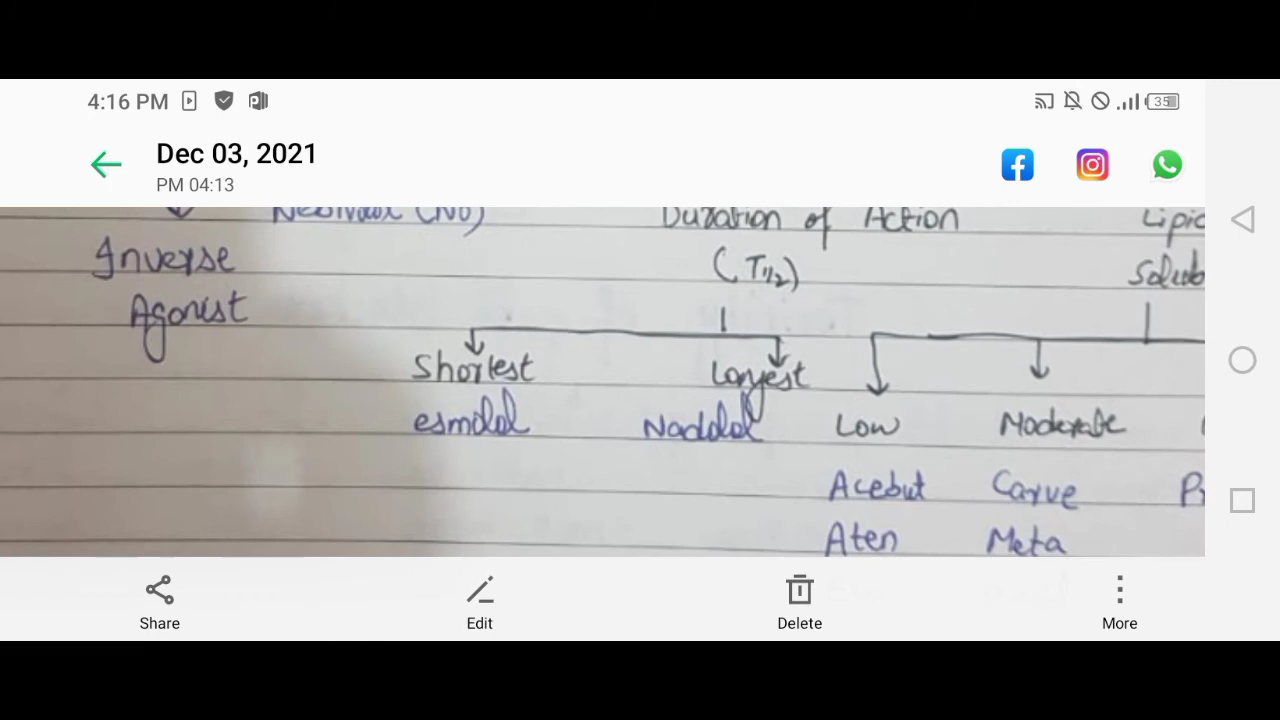 4:16 PM
35
Dec 03, 2021
PM 04:13
Duration of Action
(T1/2)
Inverse
Agonist
Shortest
Longest
esmolol
Nadolol
Low
Moderate
Acebut
Carve
Aten
Meta
Share
Edit
Delete
More